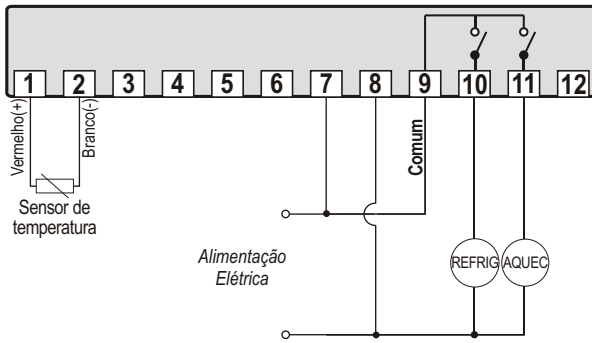 1 2 3 4 5 6 7 8 9 10 11 12
Vermelho(+)
Branco(-)
Comum
Sensor de
temperatura
Alimentação
Elétrica
REFRIG
AQUEC